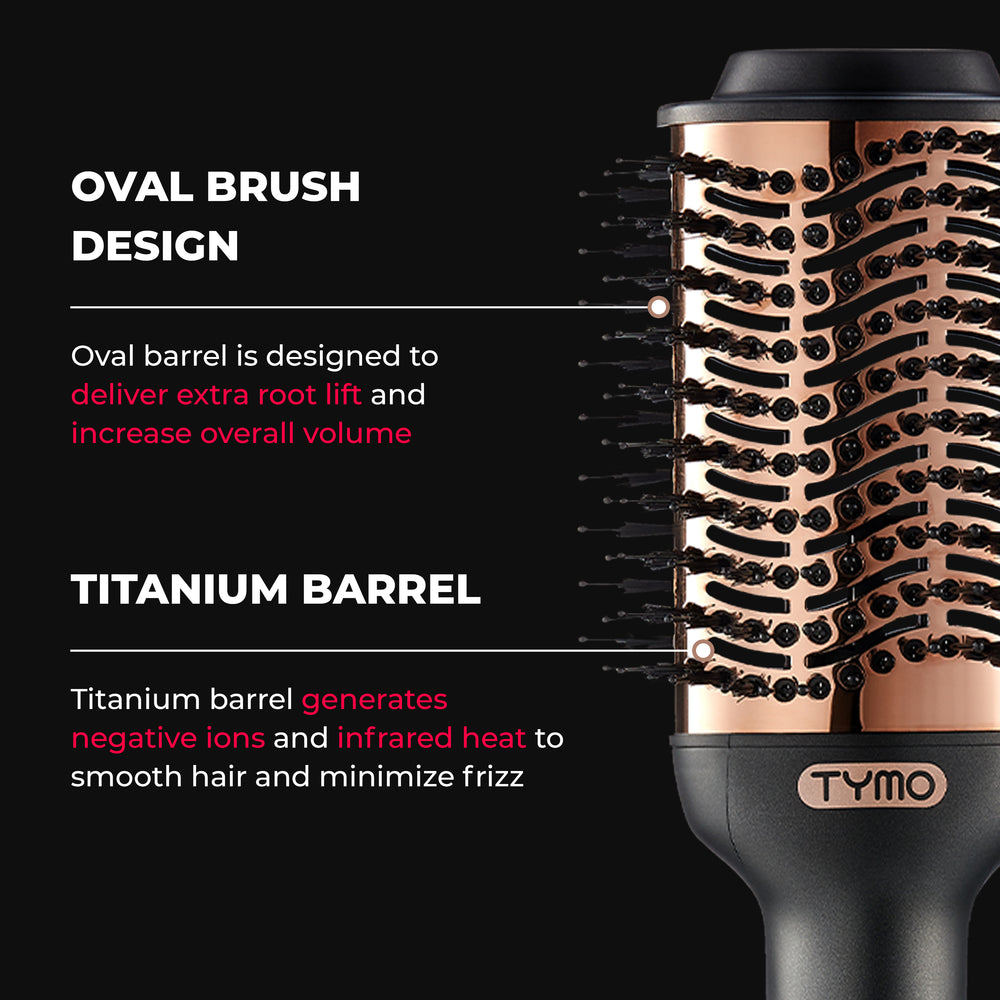 OVAL BRUSH
DESIGN
Oval barrel is designed to
deliver extra root lift and
increase overall volume
TITANIUM BARREL
Titanium barrel generates
negative ions and infrared heat to
smooth hair and minimize frizz
TYMO